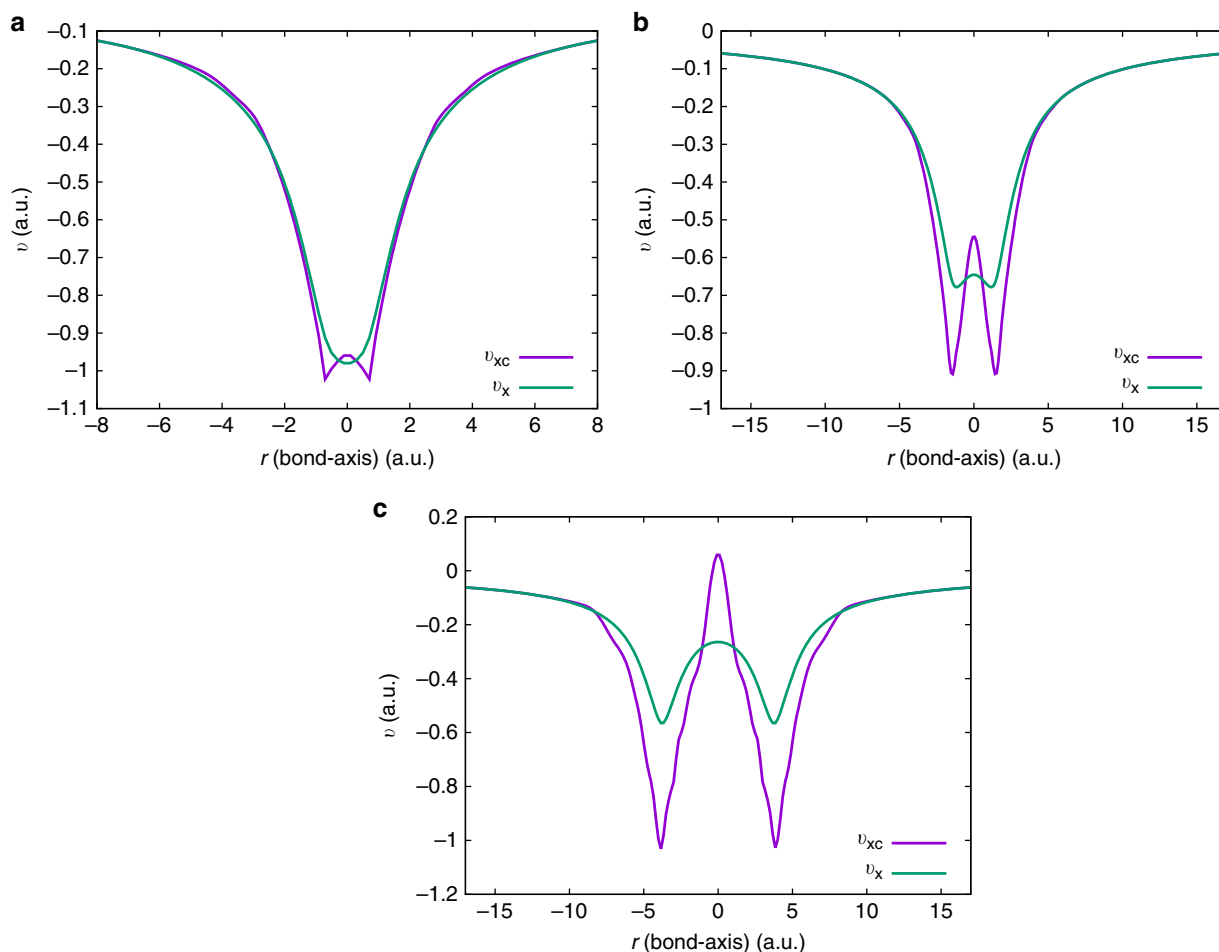 a
−0.1
−0.2
−0.3
−0.4
−0.5
−0.6
−0.7
−0.8
−0.9
−1
−1.1
υ (a.u.)
υxc
υx
−8 −6 −4 −2 0 2 4 6 8
r (bond-axis) (a.u.)
b
0
−0.1
−0.2
−0.3
−0.4
−0.5
−0.6
−0.7
−0.8
−0.9
−1
υ (a.u.)
υxc
υx
−15 −10 −5 0 5 10 15
r (bond-axis) (a.u.)
c
0.2
0
−0.2
−0.4
−0.6
−0.8
−1
−1.2
υ (a.u.)
υxc
υx
−15 −10 −5 0 5 10 15
r (bond-axis) (a.u.)